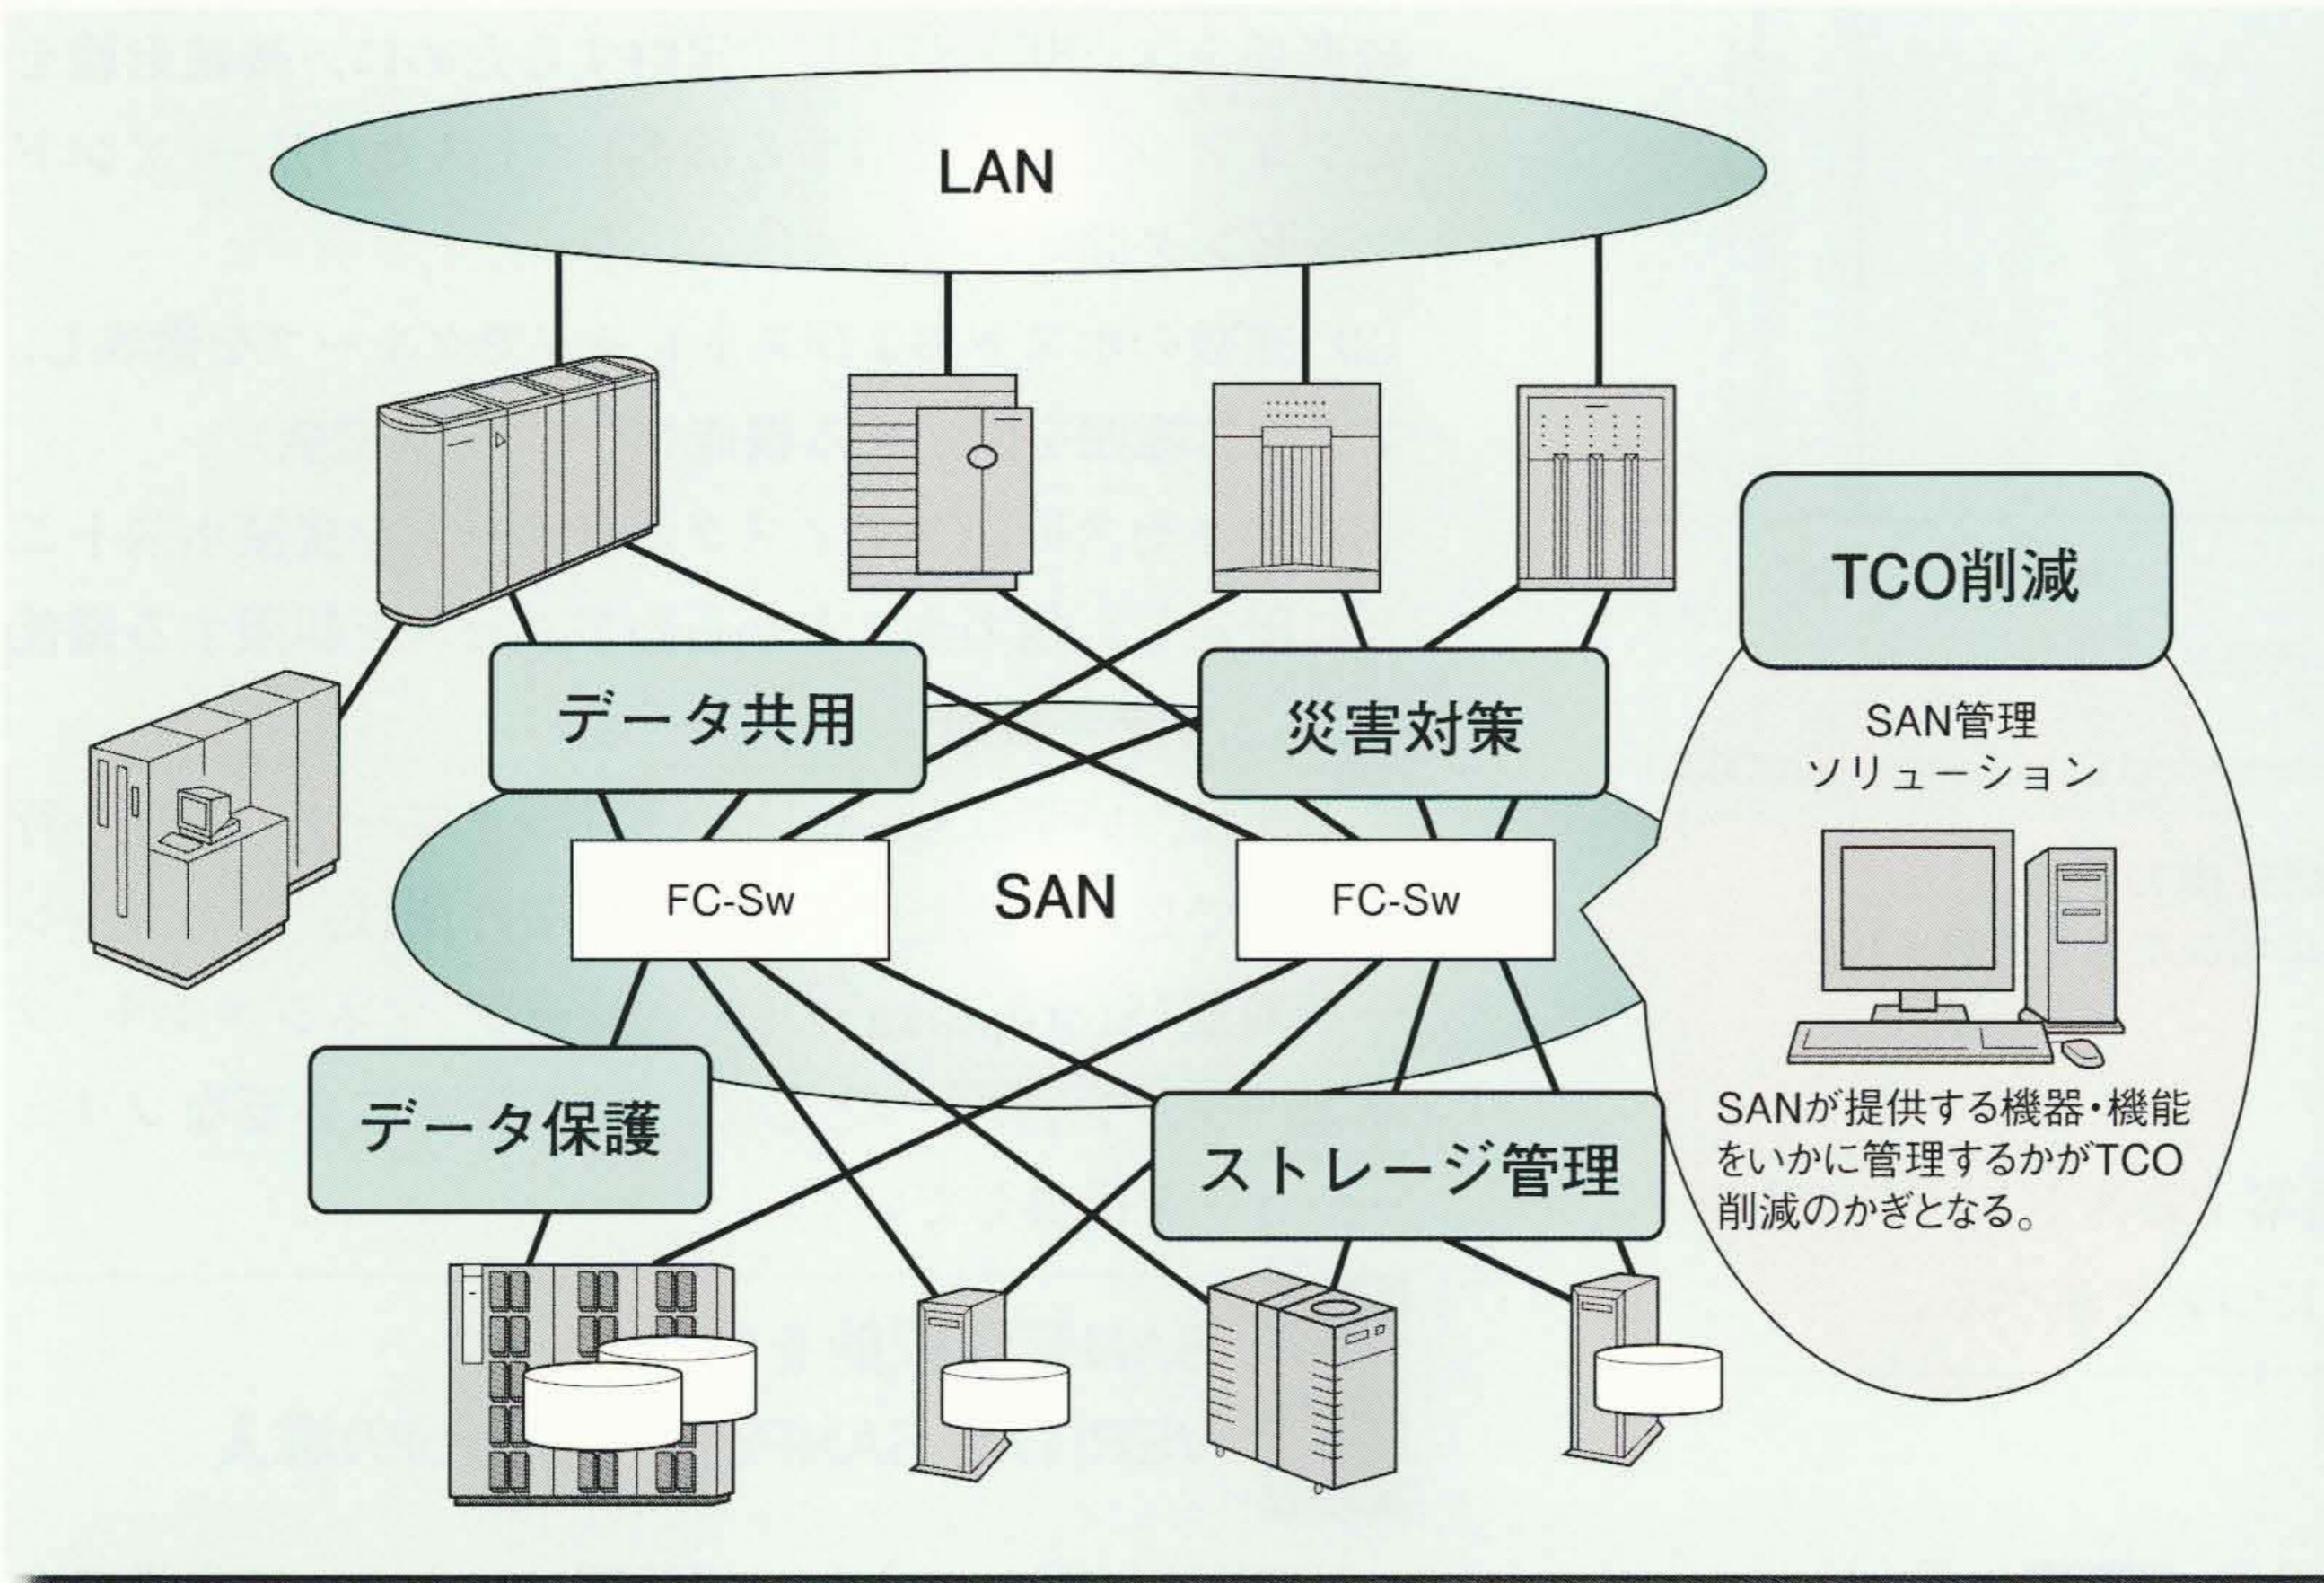 LAN
TCO削減
データ共用
災害対策
SAN管理
ソリューション
FC-Sw
SAN
FC-Sw
データ保護
ストレージ管理
SANが提供する機器・機能
をいかに管理するかがTCO
削減のかぎとなる。